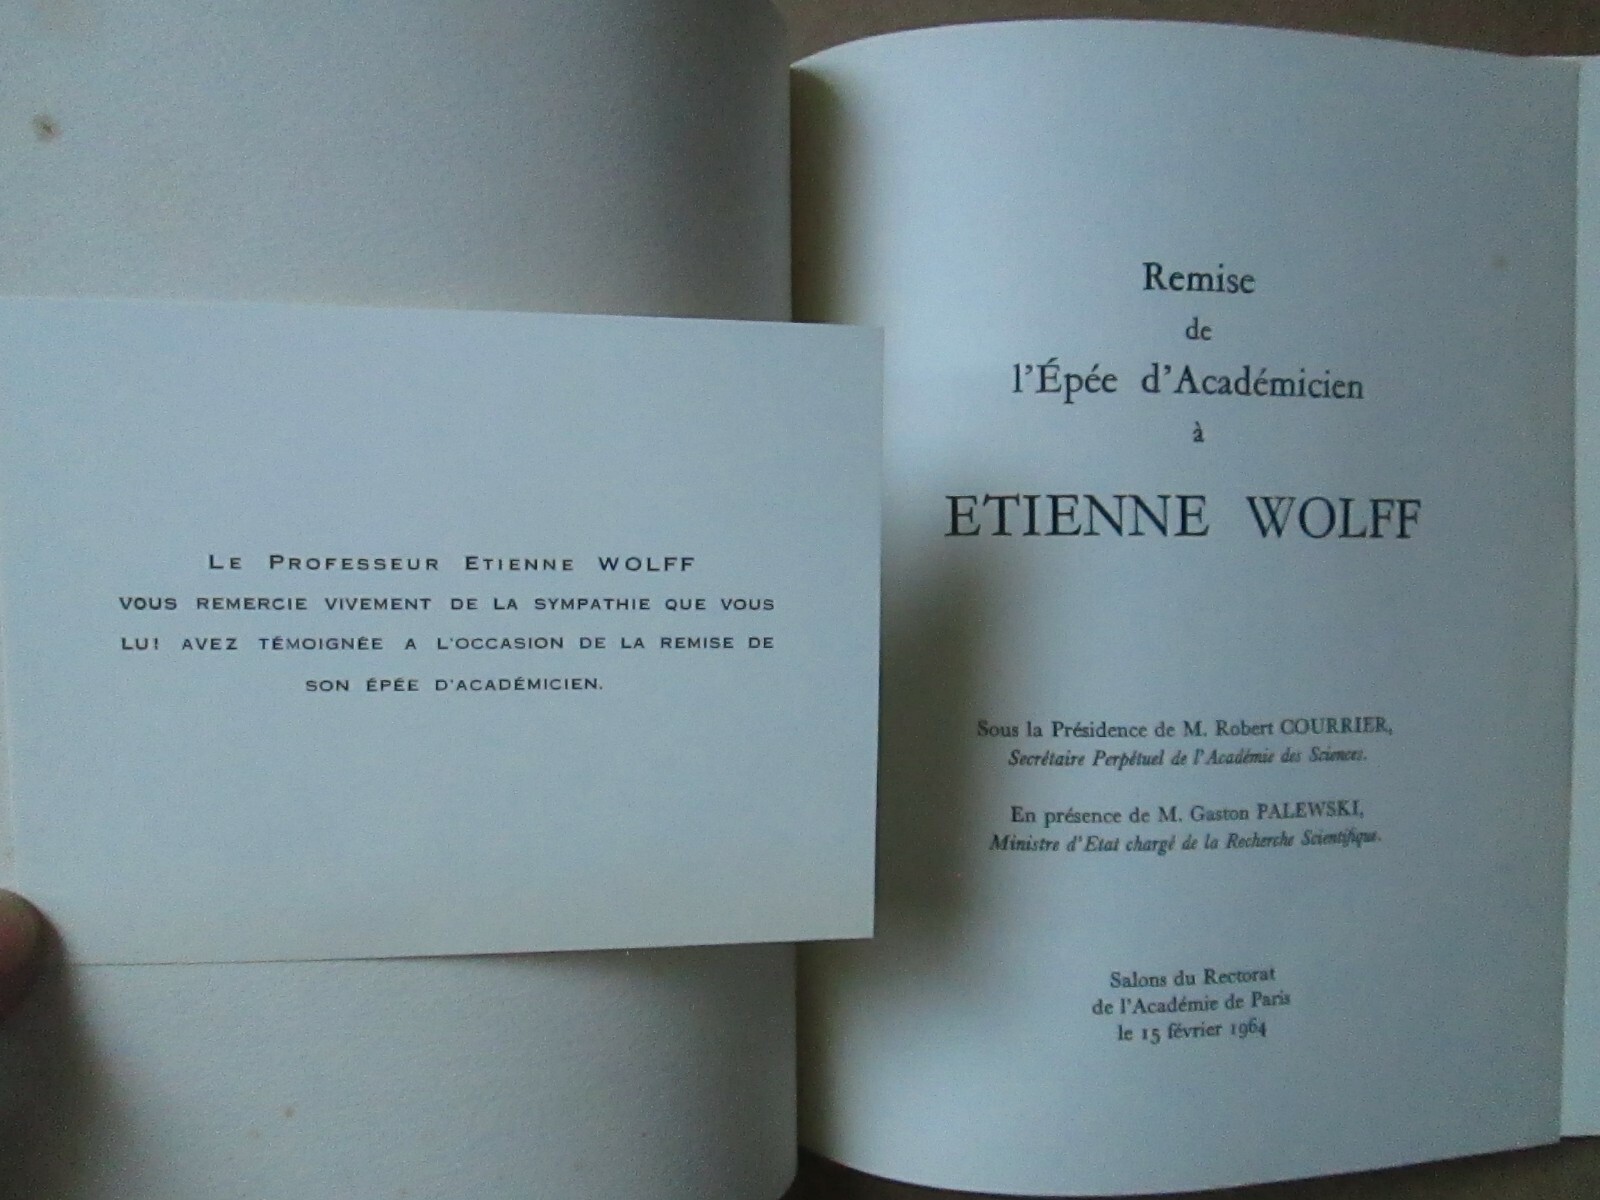 Le Professeur Etienne WOLFF
VOUS REMERCIE VIVEMENT DE LA SYMPATHIE QUE VOUS
LUI AVEZ TÉMOIGNÉE A L'OCCASION DE LA REMISE DE
SON ÉPÉE D'ACADÉMICIEN.
Remise
de
l'Épée d'Académicien
à
ETIENNE WOLFF
Sous la Présidence de M. Robert COURRIER,
Secrétaire Perpétuel de l'Académie des Sciences.
En présence de M. Gaston PALEWSKI,
Ministre d'Etat chargé de la Recherche Scientifique.
Salons du Rectorat
de l'Académie de Paris
le 15 février 1964